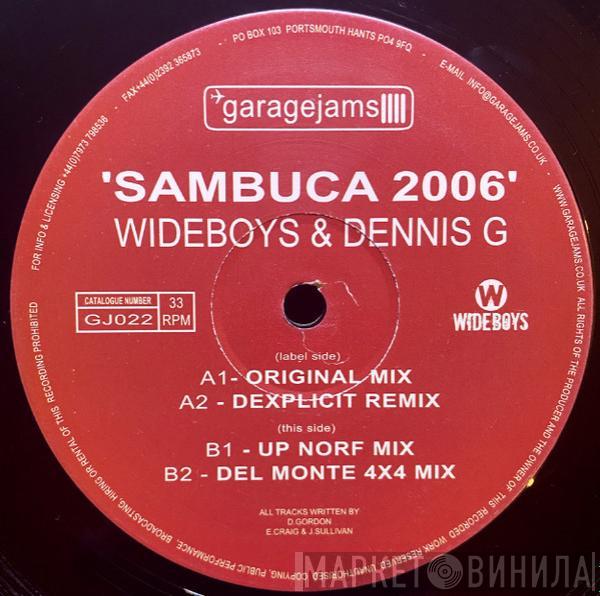 FOR INFO & LICENSING +44(0)7973 798536 - FAX+44(0)2392 365873 - PO BOX 103 PORTSMOUTH HANTS PO4 9FQ - E-MAIL INFO@GARAGEJAMS.CO.UK - WWW.GARAGEJAMS.CO.UK
garagejams
'SAMBUCA 2006'
WIDEBOYS & DENNIS G
CATALOGUE NUMBER
GJ022
33
RPM
W
WIDEBOYS
(label side)
A1- ORIGINAL MIX
A2 - DEXPLICIT REMIX
(this side)
B1 - UP NORF MIX
B2 - DEL MONTE 4X4 MIX
ALL TRACKS WRITTEN BY
D.GORDON
E.CRAIG & J.SULLIVAN
ALL RIGHTS OF THE PRODUCER AND THE OWNER OF THIS RECORDED WORK RESERVED. UNAUTHORISED COPYING, PUBLIC PERFORMANCE, BROADCASTING, HIRING OR RENTAL OF THIS RECORDING PROHIBITED
МАРКЕТ ВИНИЛА